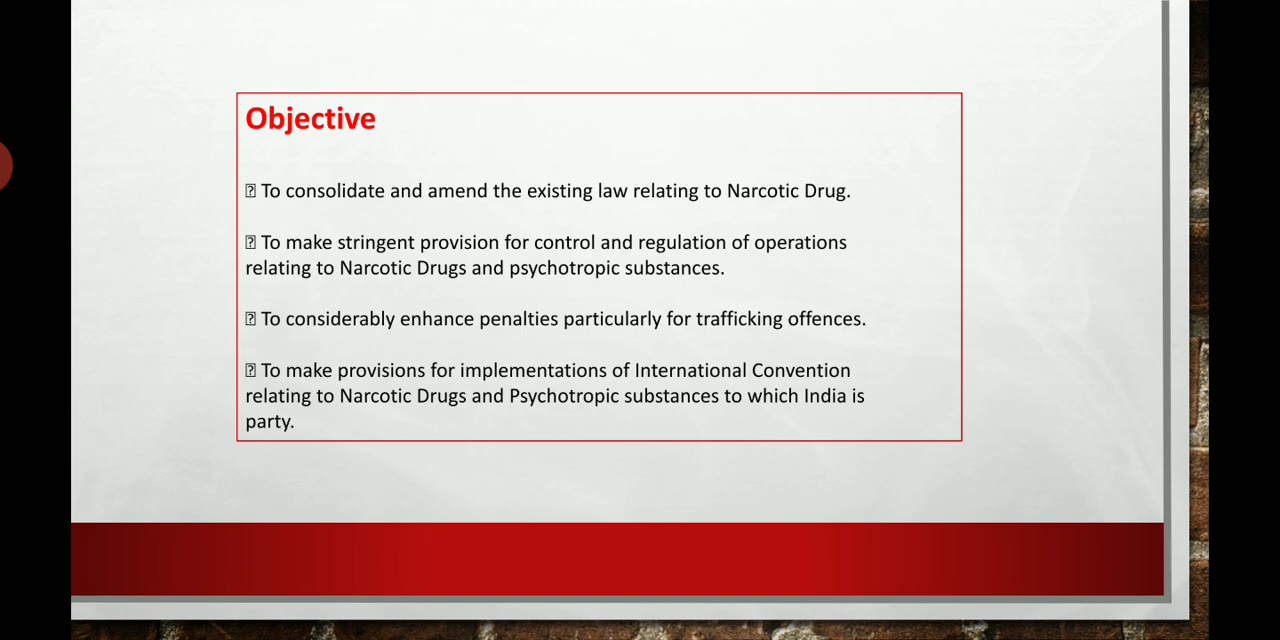 Objective
⍰ To consolidate and amend the existing law relating to Narcotic Drug.
⍰ To make stringent provision for control and regulation of operations
relating to Narcotic Drugs and psychotropic substances.
⍰ To considerably enhance penalties particularly for trafficking offences.
⍰ To make provisions for implementations of International Convention
relating to Narcotic Drugs and Psychotropic substances to which India is
party.